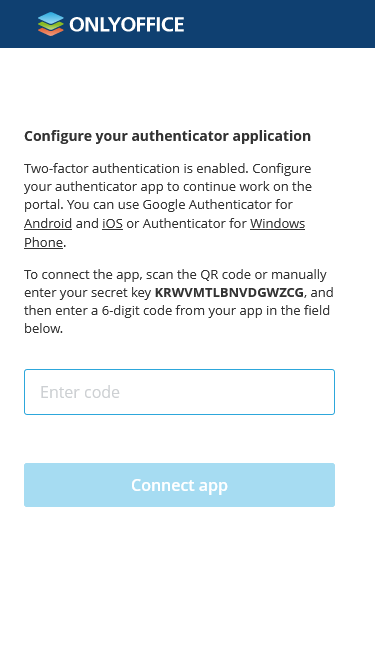 ONLYOFFICE
Configure your authenticator application
Two-factor authentication is enabled. Configure
your authenticator app to continue work on the
portal. You can use Google Authenticator for
Android and iOS or Authenticator for Windows
Phone.
To connect the app, scan the QR code or manually
enter your secret key KRWVMTLBNVDGWZCG, and
then enter a 6-digit code from your app in the field
below.
Enter code
Connect app